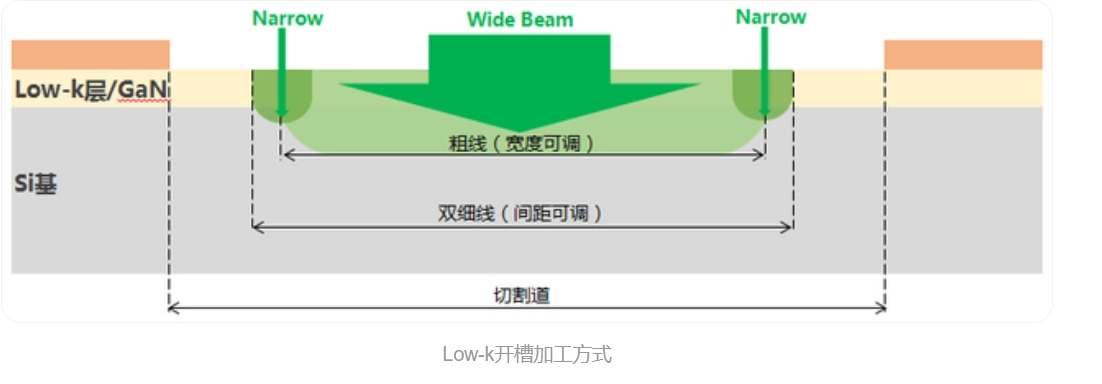 Narrow
Wide Beam
Narrow
Low-k层/GaN
粗线（宽度可调）
Si基
双细线（间距可调）
切割道
Low-k开槽加工方式